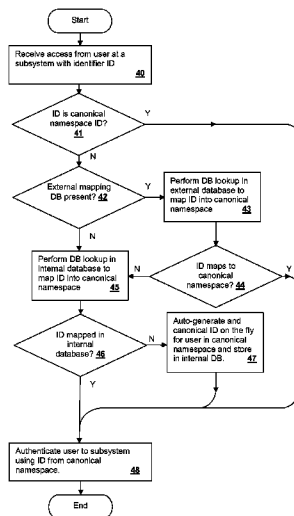 Start
Receive access from user at a
subsystem with identifier ID
40
ID is canonical
namespace ID?
41
Y
N
External mapping
DB present? 42
Y
Perform DB lookup in
external database to
map ID into canonical
namespace 43
N
Perform DB lookup in
internal database to
map ID into canonical
namespace 45
N
ID maps to
canonical
namespace? 44
Y
ID mapped in
internal
database? 46
N
Auto-generate and
canonical ID on the fly
for user in canonical
namespace and store
in internal DB. 47
Y
Authenticate user to subsystem
using ID from canonical
namespace. 48
End